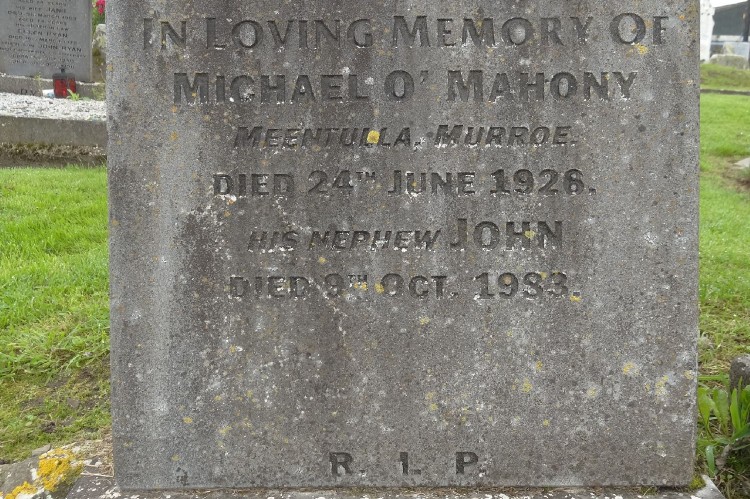 IN LOVING MEMORY OF
MICHAEL O' MAHONY
MEENTULLA, MURROE.
DIED 24TH JUNE 1926.
HIS NEPHEW JOHN
DIED 9TH OCT. 1983.
R. I. P.